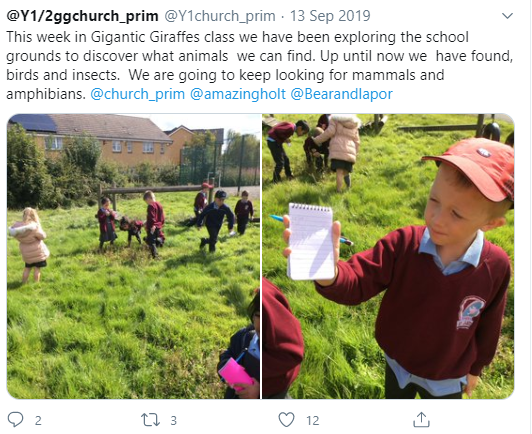 @Y1/2ggchurch_prim @Y1church_prim · 13 Sep 2019
This week in Gigantic Giraffes class we have been exploring the school
grounds to discover what animals we can find. Up until now we have found,
birds and insects. We are going to keep looking for mammals and
amphibians. @church_prim @amazingholt @Bearandlapor
2 3 12